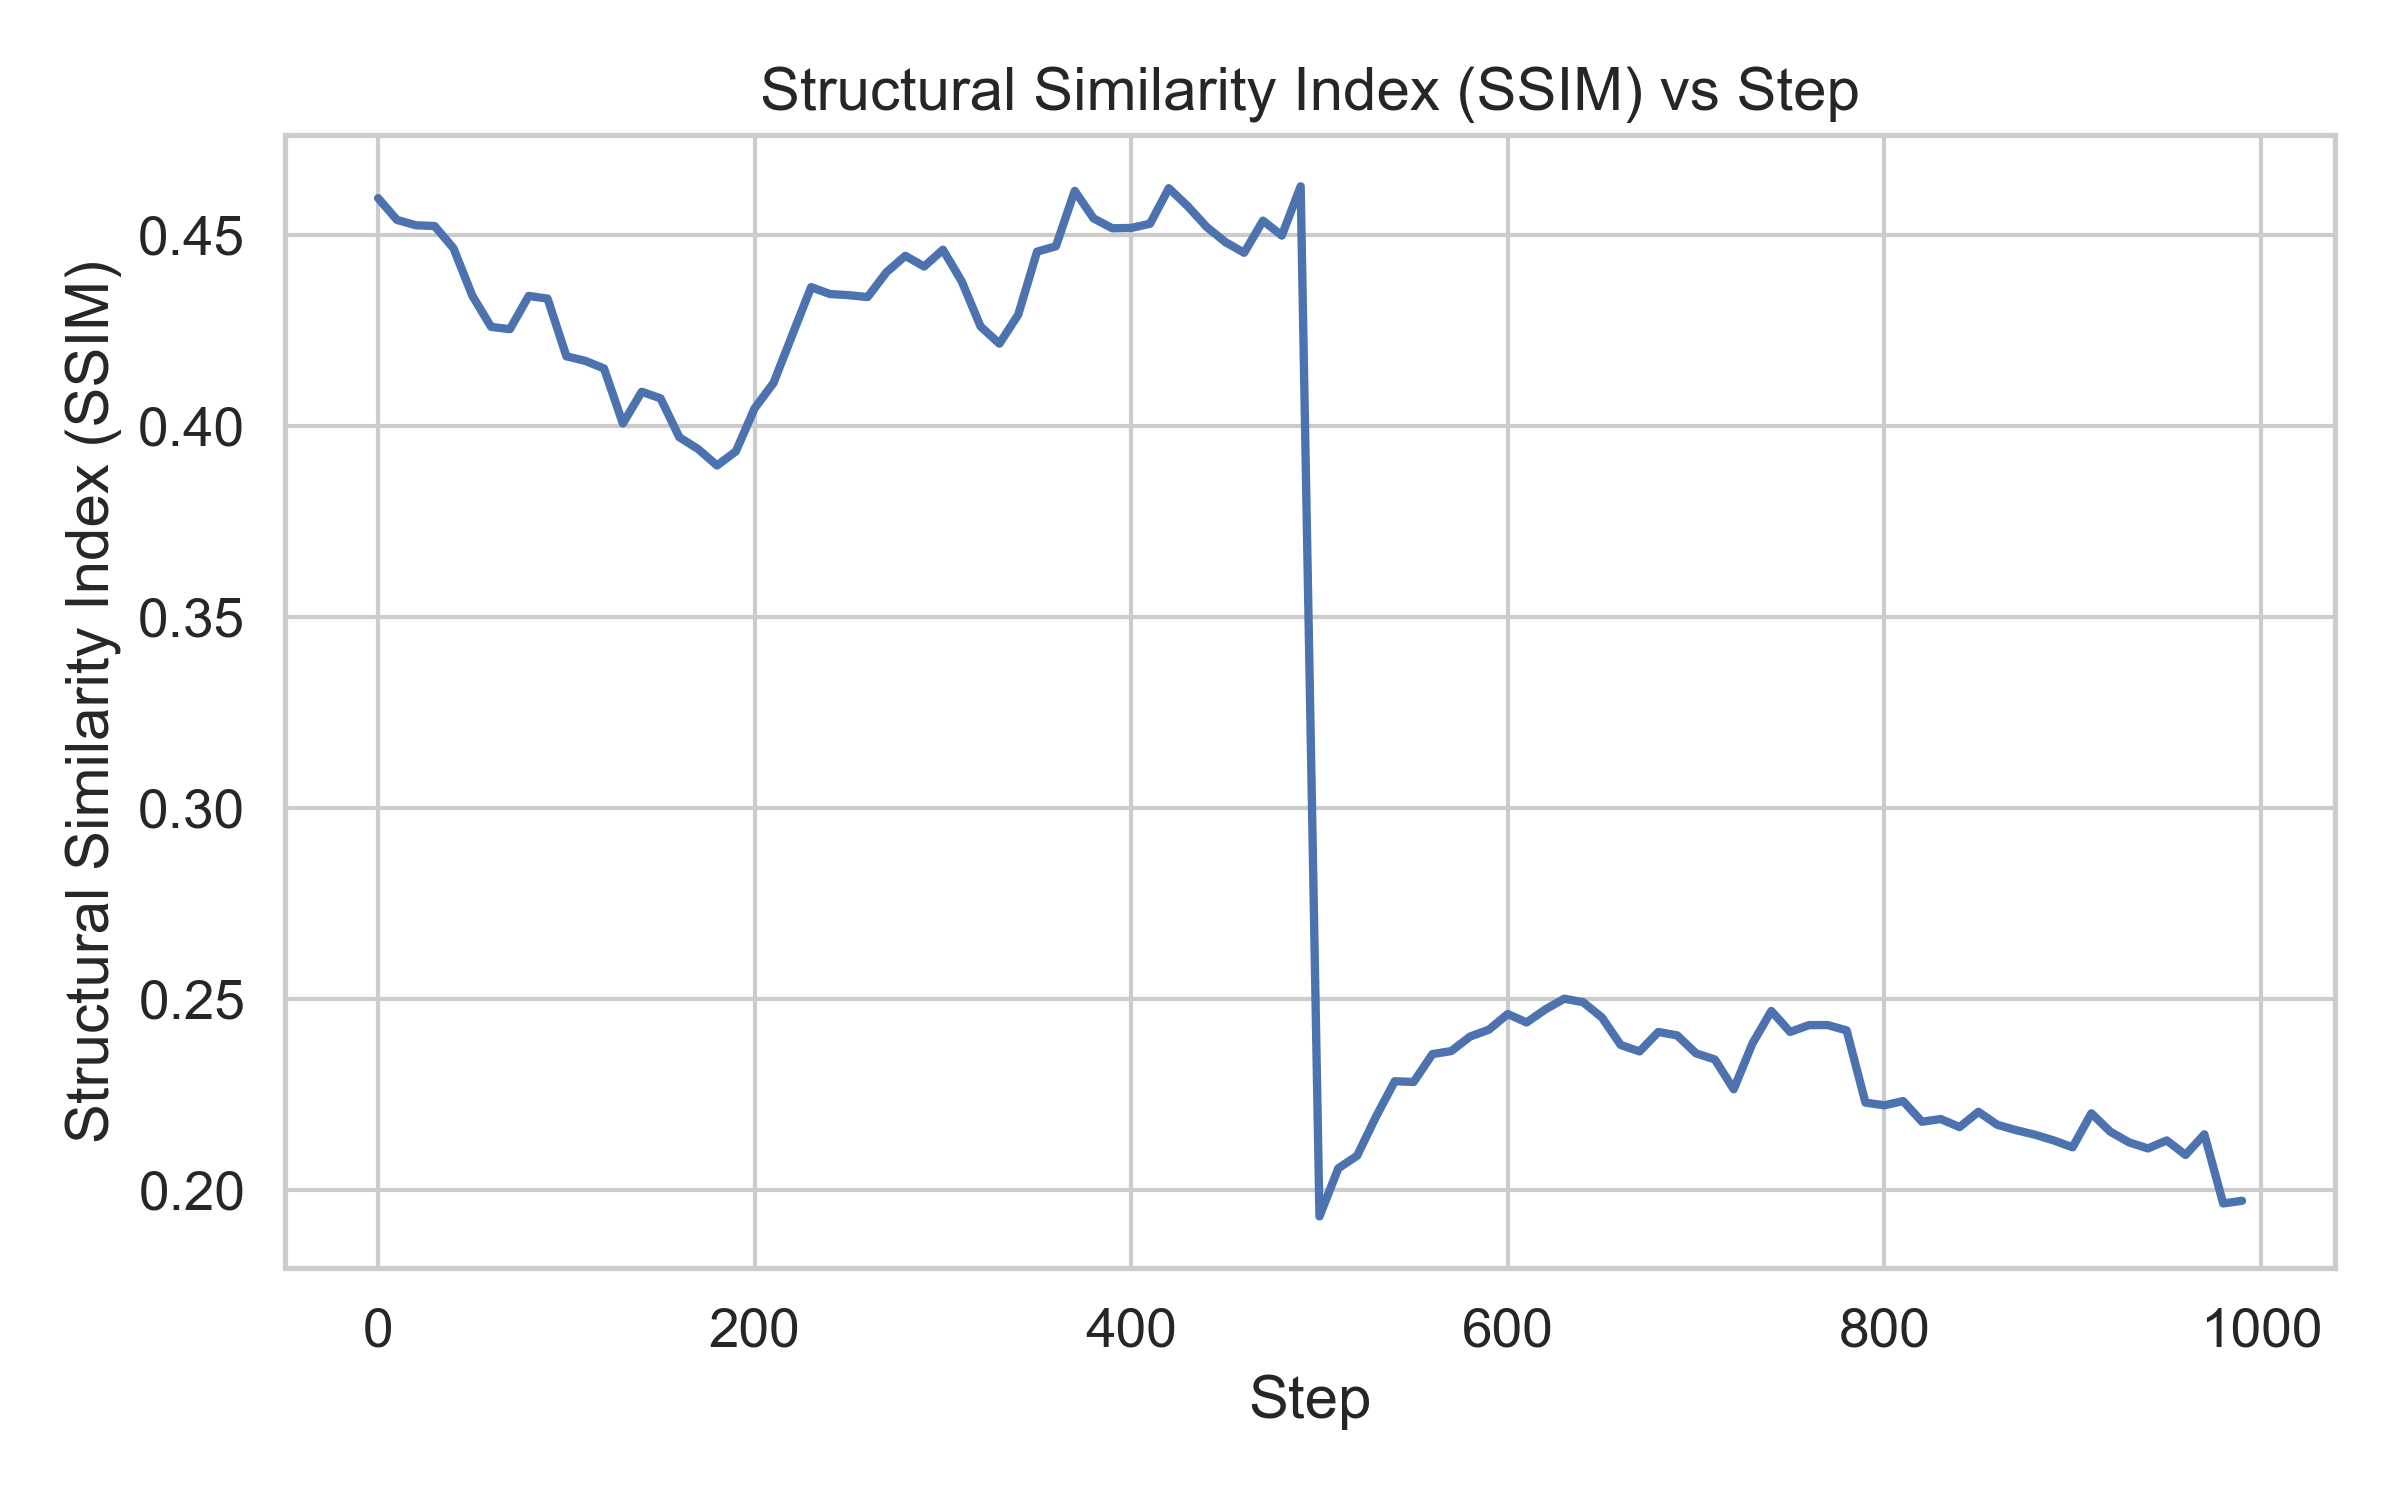 Structural Similarity Index (SSIM) vs Step
Structural Similarity Index (SSIM)
0.45
0.40
0.35
0.30
0.25
0.20
0 200 400 600 800 1000
Step